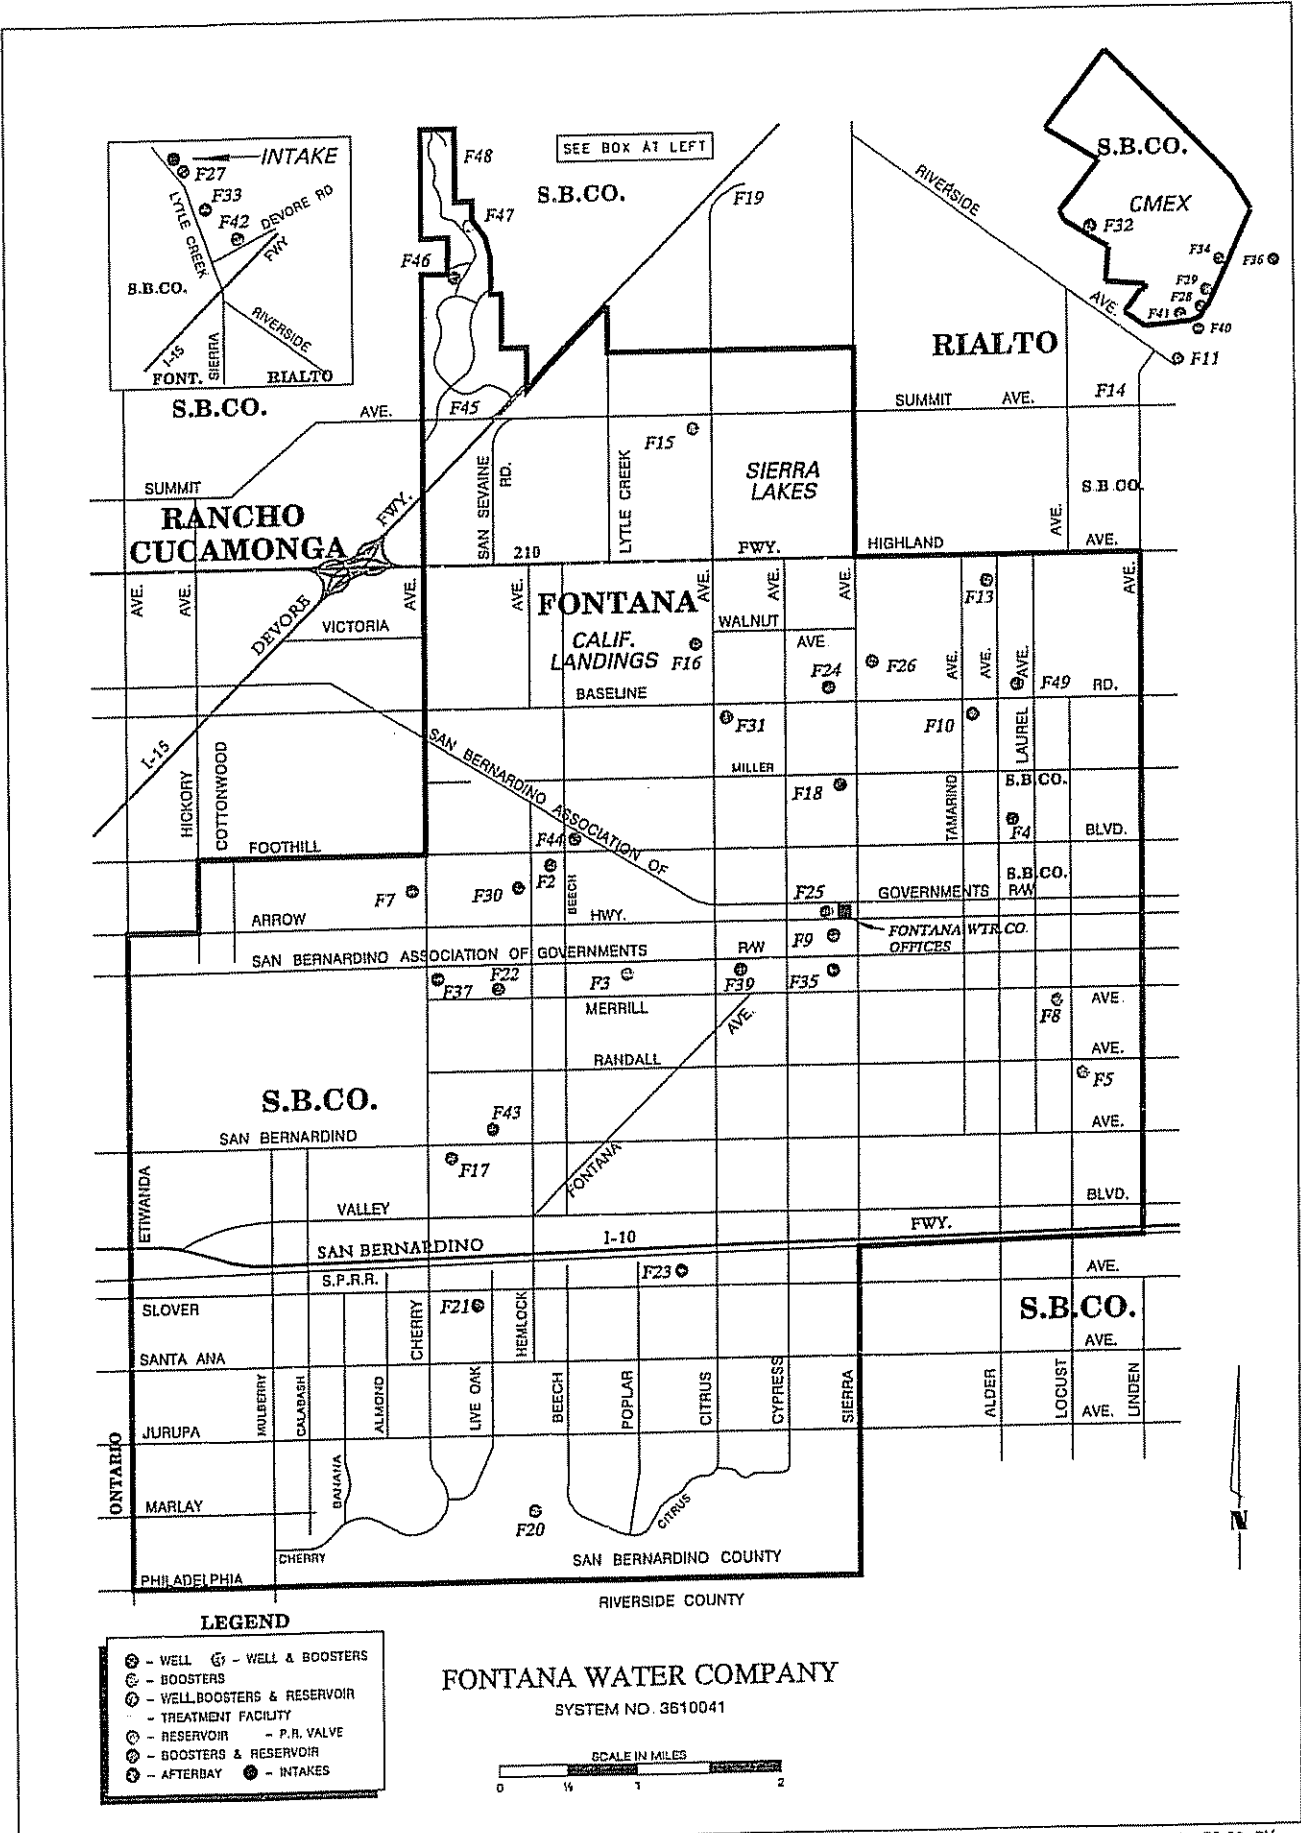 INTAKE
F27
F33
F42
DEVORE RD
LYTLE CREEK
FWY
S.B.CO.
RIVERSIDE
I-15
SIERRA
FONT.
RIALTO
F48
SEE BOX AT LEFT
S.B.CO.
F47
F46
F19
RIVERSIDE
AVE.
S.B.CO.
CMEX
F32
F34
F36
F29
F28
F41
F40
F11
RIALTO
S.B.CO.
AVE.
F45
SUMMIT
AVE.
F14
F15
SIERRA
LAKES
SUMMIT
SAN SEVAINE
RD.
LYTLE CREEK
S.B.CO.
AVE.
RANCHO
CUCAMONGA
FWY.
210
FWY.
HIGHLAND
AVE.
AVE.
AVE.
AVE.
AVE.
AVE.
AVE.
AVE.
AVE.
DEVORE
VICTORIA
FONTANA
CALIF.
LANDINGS
F16
WALNUT
AVE.
F13
F24
F26
AVE.
AVE.
AVE.
F49
RD.
BASELINE
F31
F10
LAUREL
I-15
SAN BERNARDINO ASSOCIATION OF
MILLER
S.B.CO.
HICKORY
COTTONWOOD
F18
TAMARIND
F4
BLVD.
FOOTHILL
F44
F2
BEECH
S.B.CO.
F7
F30
F25
GOVERNMENTS R/W
ARROW
HWY.
FONTANA WTR.CO.
OFFICES
F9
SAN BERNARDINO ASSOCIATION OF GOVERNMENTS
R/W
F37
F22
F3
F39
F35
MERRILL
AVE.
F8
AVE.
RANDALL
AVE.
F5
S.B.CO.
F43
SAN BERNARDINO
AVE.
F17
FONTANA
ETIWANDA
VALLEY
BLVD.
SAN BERNARDINO
I-10
FWY.
S.P.R.R.
F23
AVE.
SLOVER
CHERRY
F21
HEMLOCK
S.B.CO.
AVE.
SANTA ANA
MULBERRY
CALABASH
ALMOND
LIVE OAK
BEECH
POPLAR
CITRUS
CYPRESS
SIERRA
ALDER
LOCUST
AVE.
LINDEN
JURUPA
ONTARIO
BANANA
MARLAY
F20
CITRUS
N
CHERRY
SAN BERNARDINO COUNTY
PHILADELPHIA
RIVERSIDE COUNTY
LEGEND
- WELL - WELL & BOOSTERS
- BOOSTERS
- WELL,BOOSTERS & RESERVOIR
- TREATMENT FACILITY
- RESERVOIR - P.R. VALVE
- BOOSTERS & RESERVOIR
- AFTERBAY - INTAKES
FONTANA WATER COMPANY
SYSTEM NO. 3610041
SCALE IN MILES
0 ½ 1 2